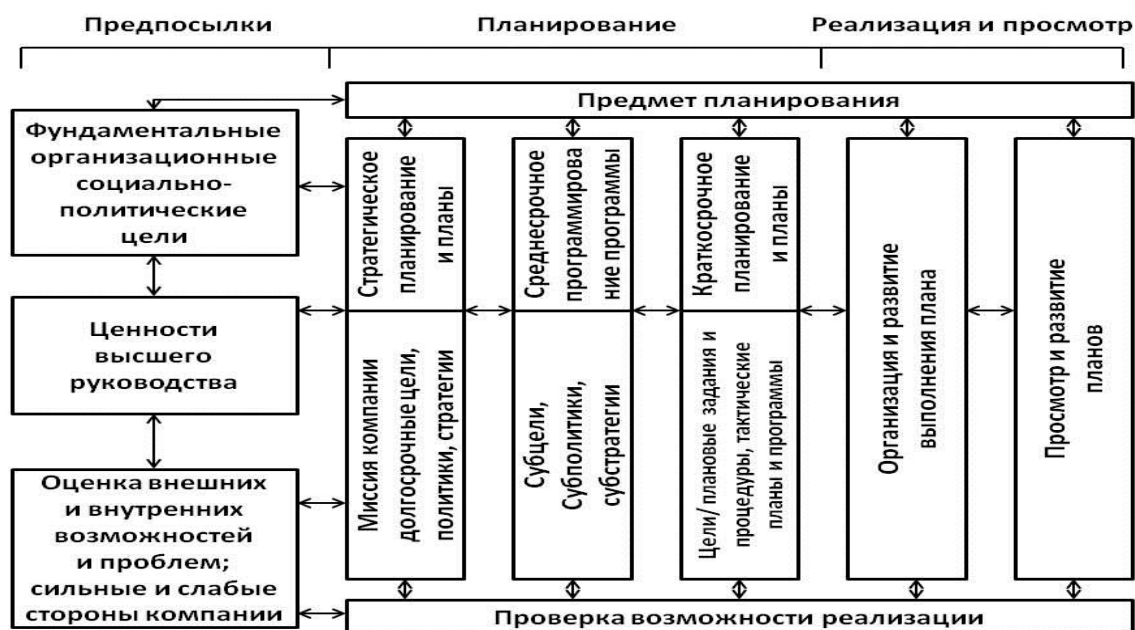 Предпосылки
Планирование
Реализация и просмотр
Предмет планирования
Фундаментальные
организационные
социально-
политические
цели
Ценности
высшего
руководства
Оценка внешних
и внутренних
возможностей
и проблем;
сильные и слабые
стороны компании
Стратегическое
планирование
и планы
Миссия компании
долгосрочные цели,
политики, стратегии
Среднесрочное
программирова
ние программы
Субцели,
Субполитики,
субстратегии
Краткосрочное
планирование
и планы
Цели/ плановые задания и
процедуры, тактические
планы и программы
Организация и развитие
выполнения плана
Просмотр и развитие
планов
Проверка возможности реализации